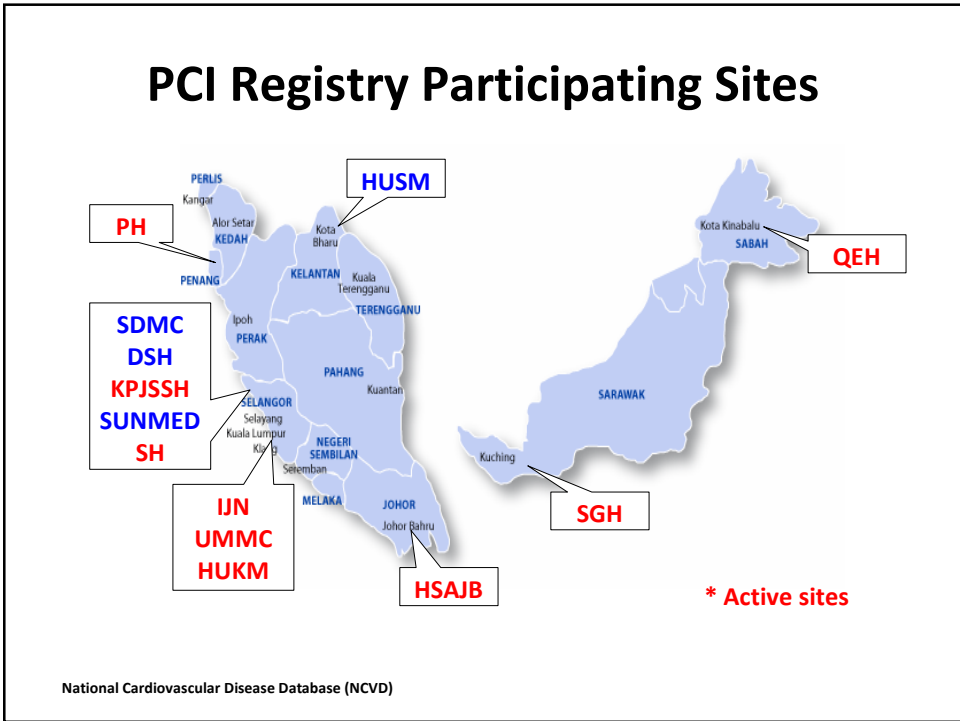 PCI Registry Participating Sites
PERLIS
Kangar
HUSM
PH
Alor Setar
KEDAH
Kota
Bharu
Kota Kinabalu
SABAH
QEH
PENANG
KELANTAN
Kuala
Terengganu
TERENGGANU
SDMC
DSH
KPJSSH
SUNMED
SH
Ipoh
PERAK
PAHANG
Kuantan
SARAWAK
SELANGOR
Selayang
Kuala Lumpur
Klang
NEGERI
SEMBILAN
Seremban
Kuching
MELAKA
JOHOR
Johor Bahru
IJN
UMMC
HUKM
SGH
HSAJB
* Active sites
National Cardiovascular Disease Database (NCVD)